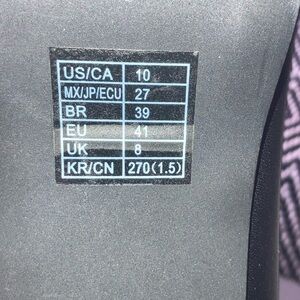 US/CA 10
MX/JP/ECU 27
BR 39
EU 41
UK 8
KR/CN 270(1.5)